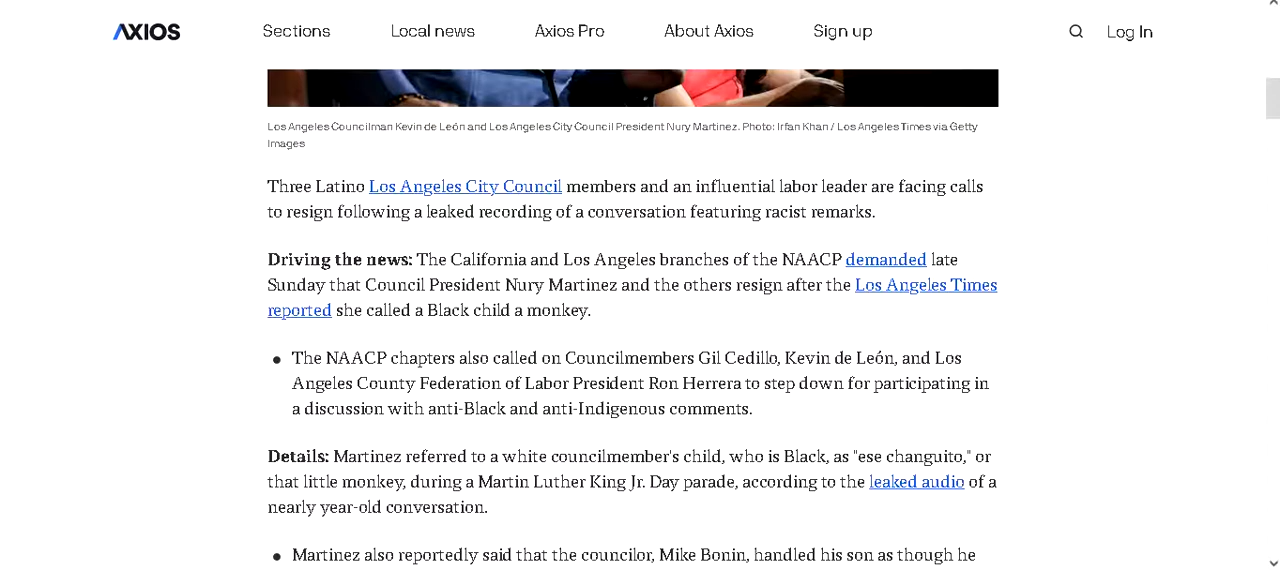 AXIOS Sections Local news Axios Pro About Axios Sign up Log In
Los Angeles Councilman Kevin de León and Los Angeles City Council President Nury Martinez. Photo: Irfan Khan / Los Angeles Times via Getty
Images
Three Latino Los Angeles City Council members and an influential labor leader are facing calls
to resign following a leaked recording of a conversation featuring racist remarks.
Driving the news: The California and Los Angeles branches of the NAACP demanded late
Sunday that Council President Nury Martinez and the others resign after the Los Angeles Times
reported she called a Black child a monkey.
● The NAACP chapters also called on Councilmembers Gil Cedillo, Kevin de León, and Los
Angeles County Federation of Labor President Ron Herrera to step down for participating in
a discussion with anti-Black and anti-Indigenous comments.
Details: Martinez referred to a white councilmember's child, who is Black, as "ese changuito," or
that little monkey, during a Martin Luther King Jr. Day parade, according to the leaked audio of a
nearly year-old conversation.
● Martinez also reportedly said that the councilor, Mike Bonin, handled his son as though he